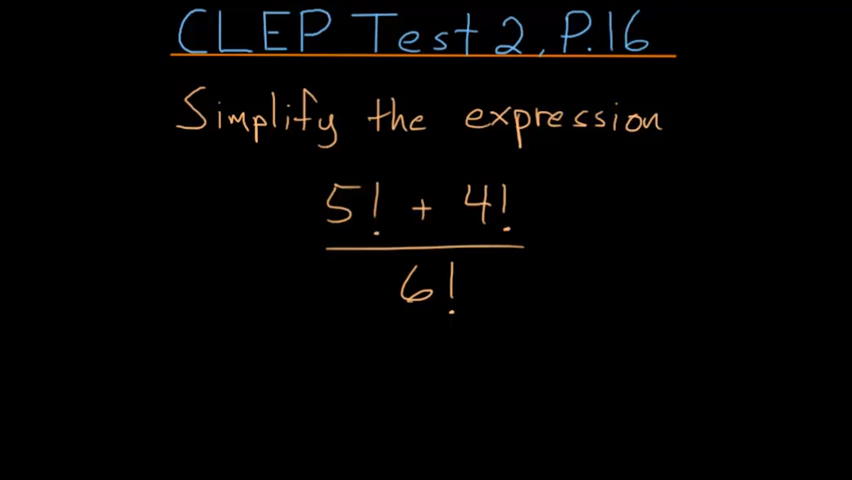 CLEP Test 2, P.16
Simplify the expression
5! + 4!
6!